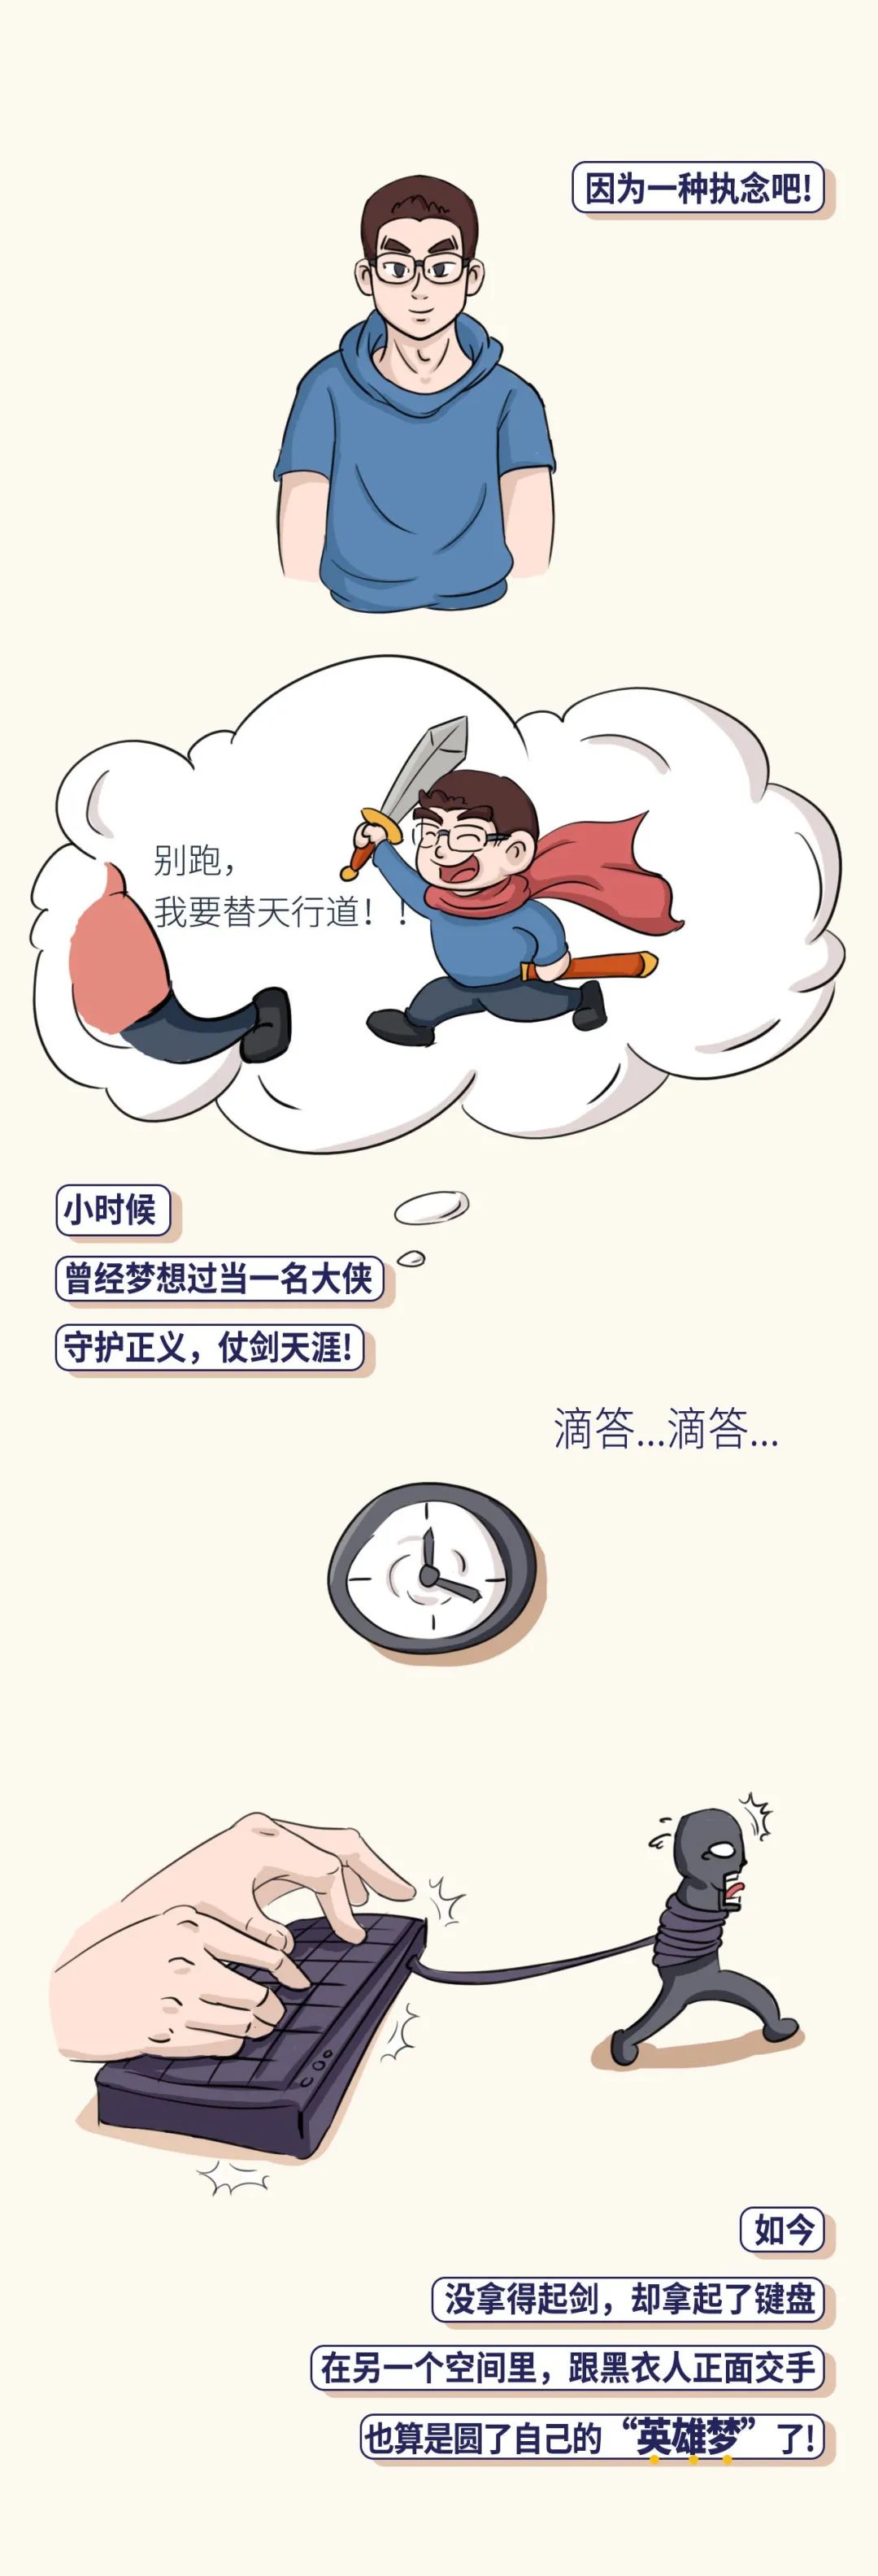 因为一种执念吧!
别跑，
我要替天行道！！
小时候
曾经梦想过当一名大侠
守护正义，仗剑天涯!
滴答...滴答...
如今
没拿得起剑，却拿起了键盘
在另一个空间里，跟黑衣人正面交手
也算是圆了自己的“英雄梦”了!